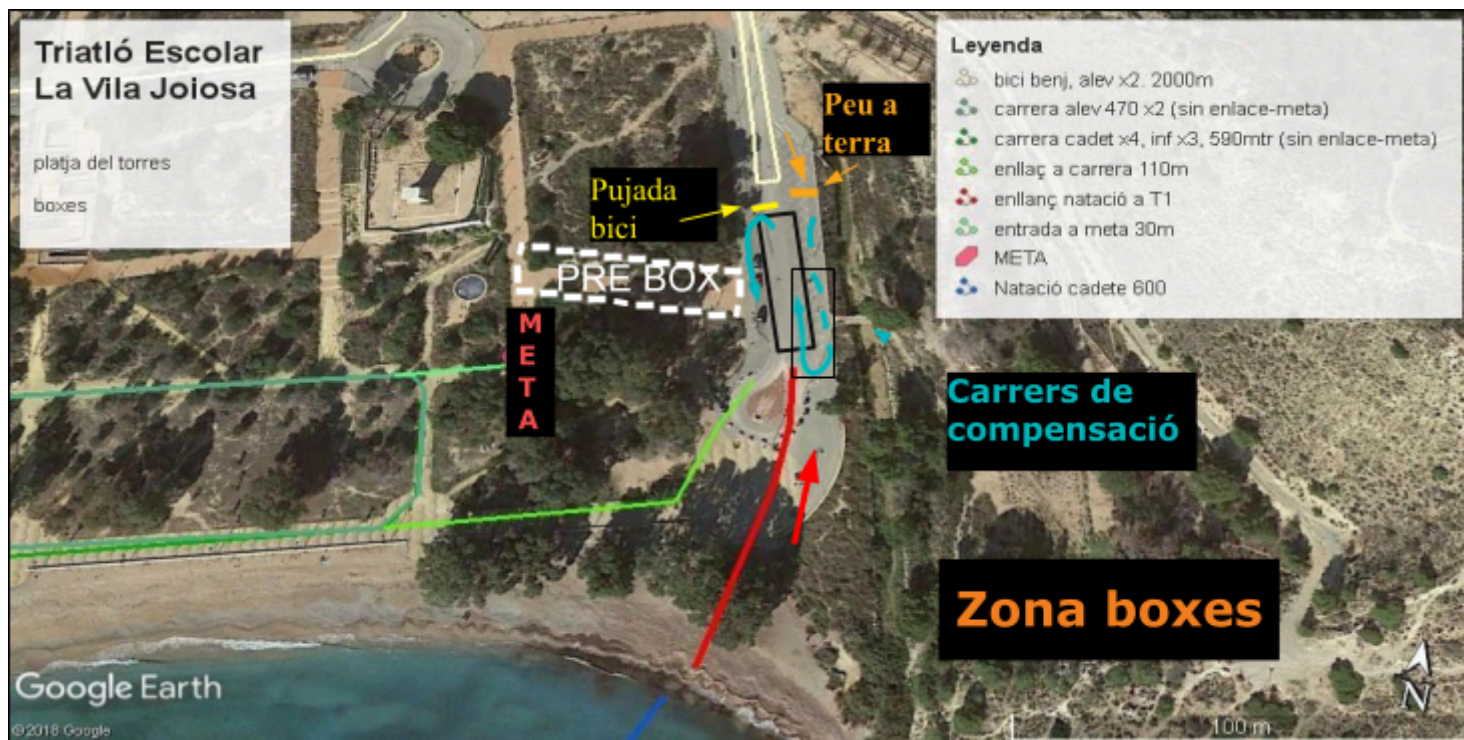 Triatló Escolar
La Vila Joiosa
platja del torres
boxes
Leyenda
bici benj, alev x2. 2000m
carrera alev 470 x2 (sin enlace-meta)
carrera cadet x4, inf x3, 590mtr (sin enlace-meta)
enllaç a carrera 110m
enllanç natació a T1
entrada a meta 30m
META
Natació cadete 600
Peu a
terra
Pujada
bici
PRE BOX
M
E
T
A
Carrers de
compensació
Zona boxes
Google Earth
©2018 Google
100 m
N